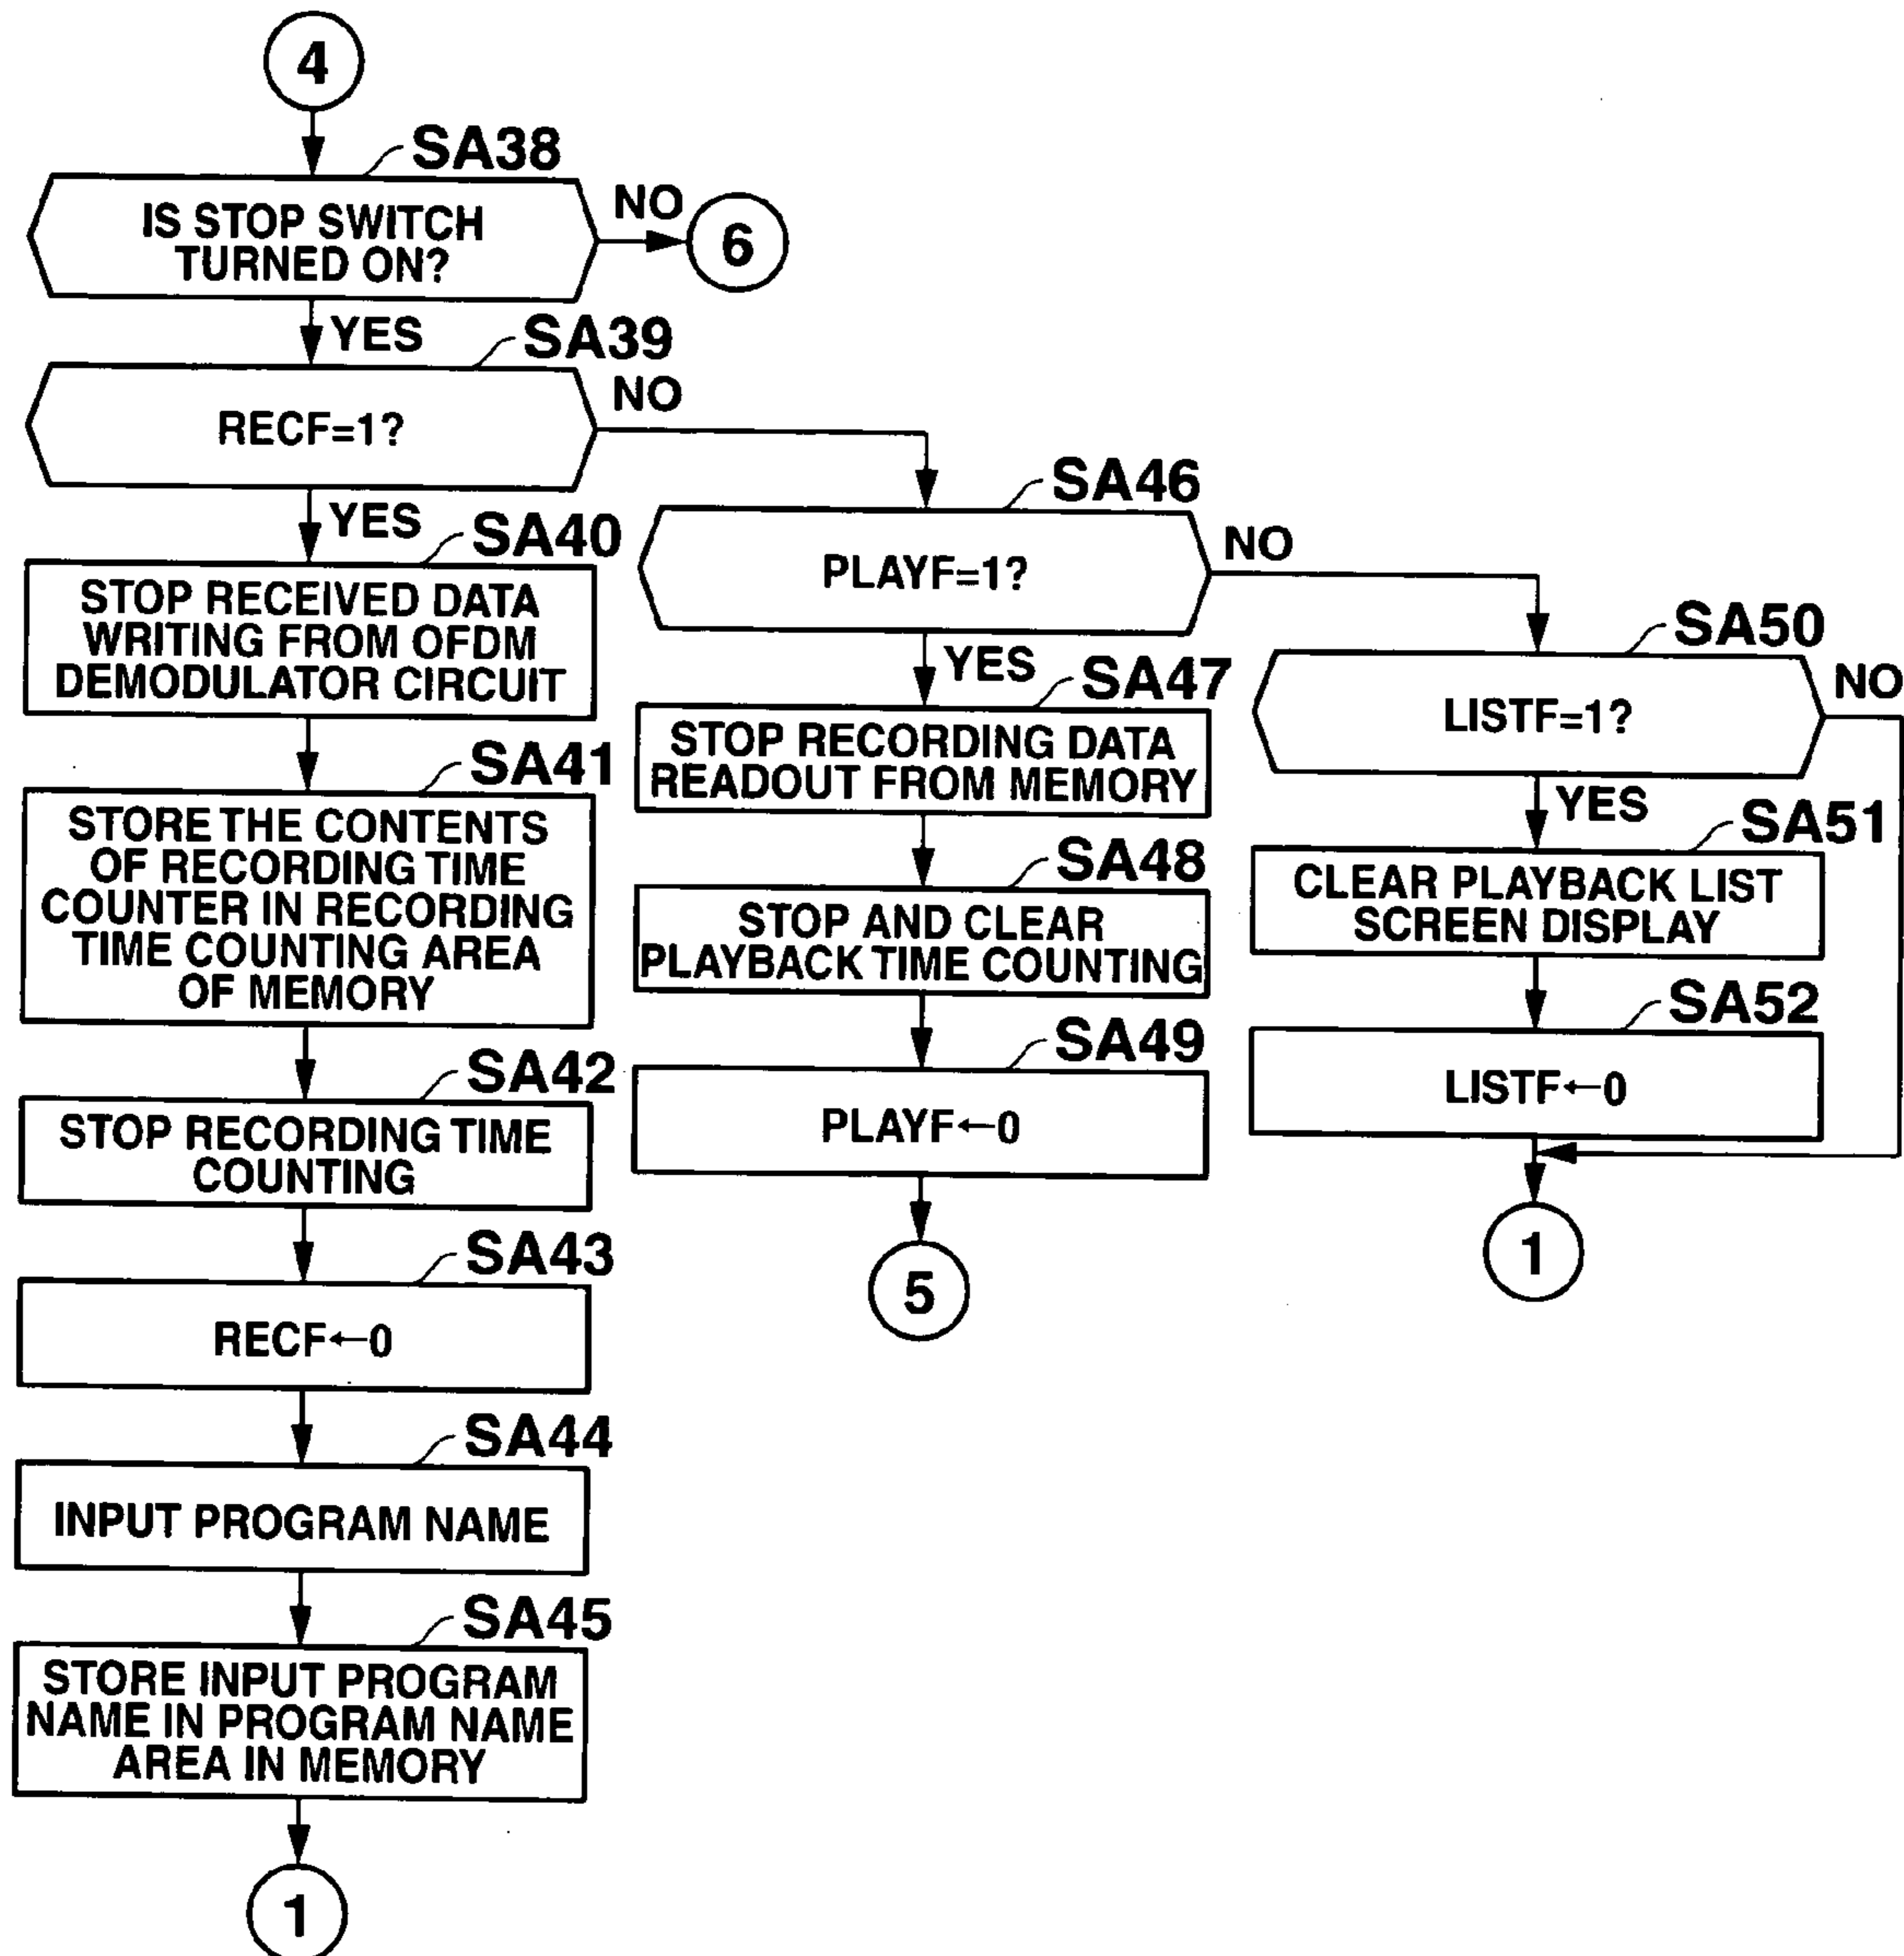 4
SA38
IS STOP SWITCH
TURNED ON?
NO
6
YES
SA39
RECF=1?
NO
YES
SA40
STOP RECEIVED DATA
WRITING FROM OFDM
DEMODULATOR CIRCUIT
SA41
STORE THE CONTENTS
OF RECORDING TIME
COUNTER IN RECORDING
TIME COUNTING AREA
OF MEMORY
SA42
STOP RECORDING TIME
COUNTING
SA43
RECF←0
SA44
INPUT PROGRAM NAME
SA45
STORE INPUT PROGRAM
NAME IN PROGRAM NAME
AREA IN MEMORY
1
SA46
PLAYF=1?
NO
YES
SA47
STOP RECORDING DATA
READOUT FROM MEMORY
SA48
STOP AND CLEAR
PLAYBACK TIME COUNTING
SA49
PLAYF←0
5
SA50
LISTF=1?
NO
YES
SA51
CLEAR PLAYBACK LIST
SCREEN DISPLAY
SA52
LISTF←0
1